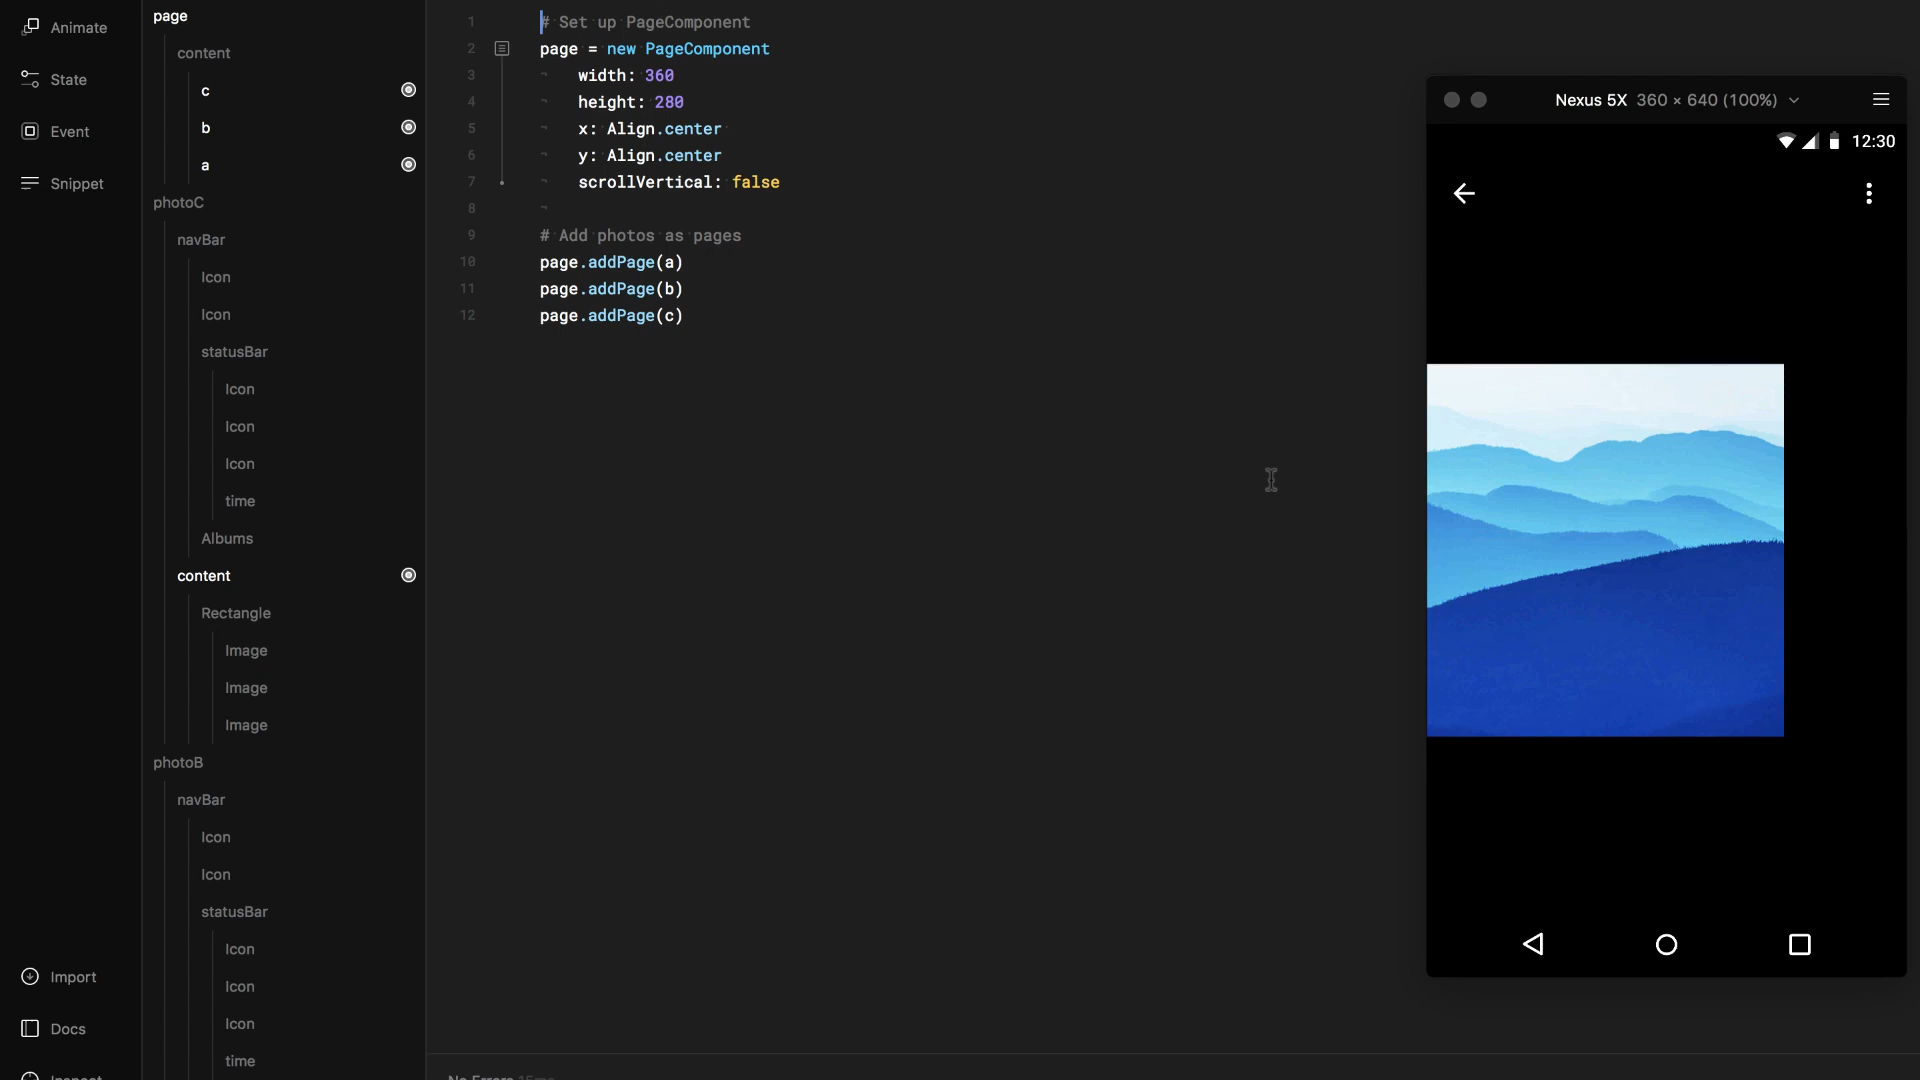 Animate
State
Event
Snippet
Import
Docs
Inspect
page
content
c
b
a
photoC
navBar
Icon
Icon
statusBar
Icon
Icon
Icon
time
Albums
content
Rectangle
Image
Image
Image
photoB
navBar
Icon
Icon
statusBar
Icon
Icon
Icon
time
1 # Set up PageComponent
2 page = new PageComponent
3 width: 360
4 height: 280
5 x: Align.center
6 y: Align.center
7 scrollVertical: false
8
9 # Add photos as pages
10 page.addPage(a)
11 page.addPage(b)
12 page.addPage(c)
No Errors 15ms
Nexus 5X 360 × 640 (100%)
12:30